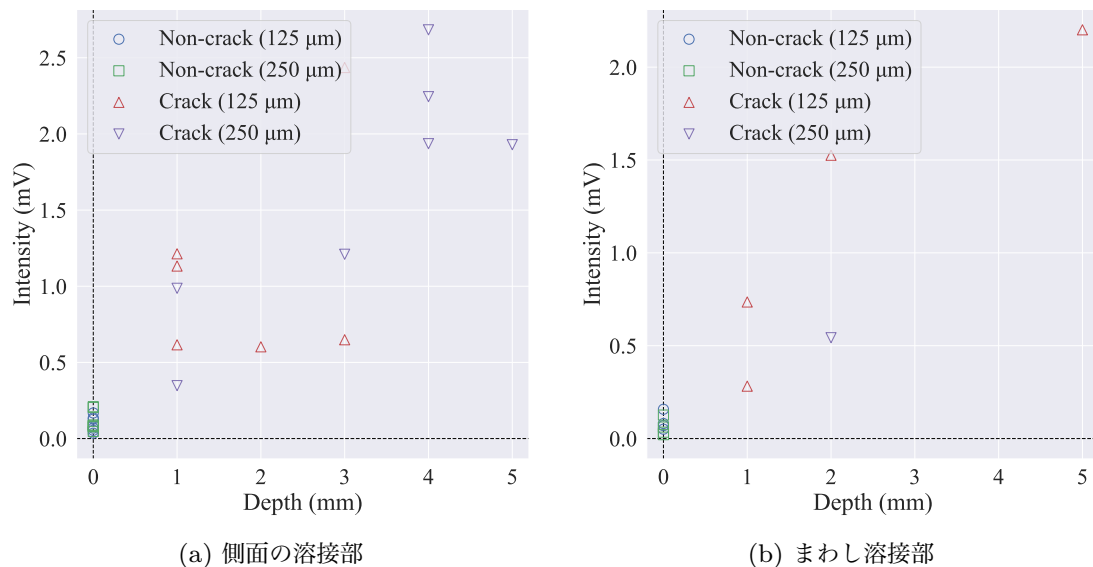 Non-crack (125 μm)
Non-crack (250 μm)
Crack (125 μm)
Crack (250 μm)
Intensity (mV)
2.5
2.0
1.5
1.0
0.5
0.0
0 1 2 3 4 5
Depth (mm)
(a) 側面の溶接部
Non-crack (125 μm)
Non-crack (250 μm)
Crack (125 μm)
Crack (250 μm)
Intensity (mV)
2.0
1.5
1.0
0.5
0.0
0 1 2 3 4 5
Depth (mm)
(b) まわし溶接部